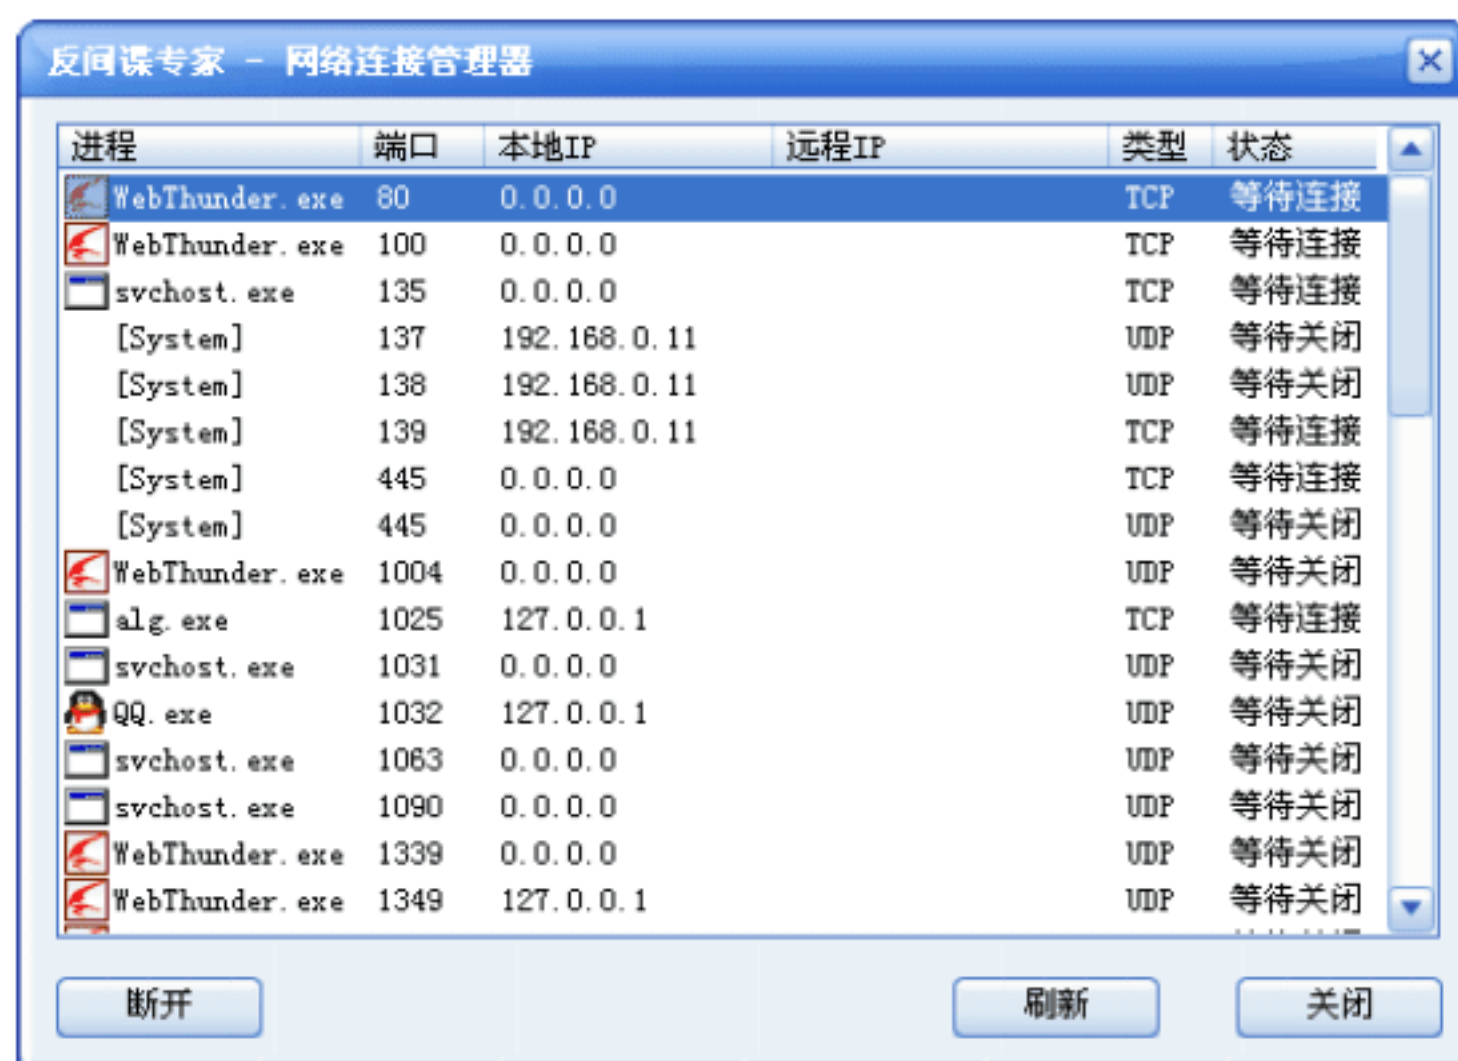 反间谍专家 - 网络连接管理器
进程 端口 本地IP 远程IP 类型 状态
WebThunder.exe 80 0.0.0.0 TCP 等待连接
WebThunder.exe 100 0.0.0.0 TCP 等待连接
svchost.exe 135 0.0.0.0 TCP 等待连接
[System] 137 192.168.0.11 UDP 等待关闭
[System] 138 192.168.0.11 UDP 等待关闭
[System] 139 192.168.0.11 TCP 等待连接
[System] 445 0.0.0.0 TCP 等待连接
[System] 445 0.0.0.0 UDP 等待关闭
WebThunder.exe 1004 0.0.0.0 UDP 等待关闭
alg.exe 1025 127.0.0.1 TCP 等待连接
svchost.exe 1031 0.0.0.0 UDP 等待关闭
QQ.exe 1032 127.0.0.1 UDP 等待关闭
svchost.exe 1063 0.0.0.0 UDP 等待关闭
svchost.exe 1090 0.0.0.0 UDP 等待关闭
WebThunder.exe 1339 0.0.0.0 UDP 等待关闭
WebThunder.exe 1349 127.0.0.1 UDP 等待关闭
断开 刷新 关闭